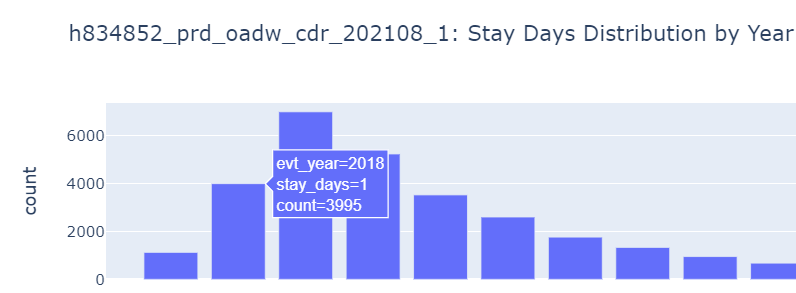 h834852_prd_oadw_cdr_202108_1: Stay Days Distribution by Year
6000
4000
2000
0
count
evt_year=2018
stay_days=1
count=3995